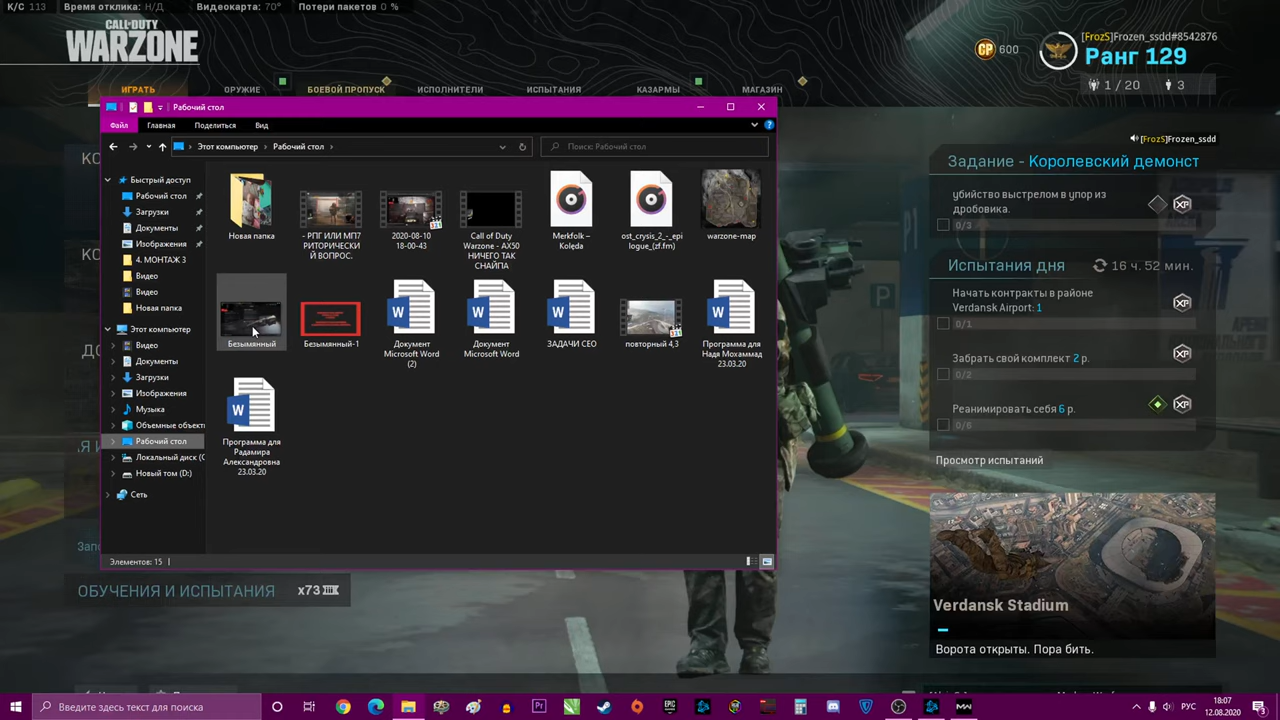 К/С 113
Время отклика: Н/Д
Видеокарта: 70°
Потери пакетов 0 %
CALL OF DUTY
WARZONE
600
[FrozS]Frozen_ssdd#8542876
Ранг 129
1 / 20
3
ИГРАТЬ
ОРУЖИЕ
БОЕВОЙ ПРОПУСК
ИСПОЛНИТЕЛИ
ИСПЫТАНИЯ
КАЗАРМЫ
МАГАЗИН
Рабочий стол
Файл
Главная
Поделиться
Вид
Этот компьютер
Рабочий стол
Поиск: Рабочий стол
Быстрый доступ
Рабочий стол
Загрузки
Документы
Изображения
4. МОНТАЖ 3
Видео
Видео
Новая папка
Этот компьютер
Видео
Документы
Загрузки
Изображения
Музыка
Объемные объекты
Рабочий стол
Локальный диск (C
Новый том (D:)
Сеть
Новая папка
- РПГ ИЛИ МП7
РИТОРИЧЕСКИ
Й ВОПРОС.
2020-08-10
18-00-43
Call of Duty
Warzone - AX50
НИЧЕГО ТАК
СНАЙПА
Merkfolk –
Kolęda
ost_crysis_2_-_epi
logue_(zf.fm)
warzone-map
Безымянный
Безымянный-1
Документ
Microsoft Word
(2)
Документ
Microsoft Word
ЗАДАЧИ СЕО
повторный 4,3
Программа для
Надя Мохаммад
23.03.20
Программа для
Радамира
Александровна
23.03.20
Элементов: 15
[FrozS]Frozen_ssdd
Задание - Королевский демонст
убийство выстрелом в упор из
дробовика.
0/3
XP
Испытания дня
16 ч. 52 мин.
Начать контракты в районе
Verdansk Airport: 1
0/1
XP
Забрать свой комплект 2 р.
0/2
XP
Реанимировать себя 6 р.
0/6
XP
Просмотр испытаний
Verdansk Stadium
Ворота открыты. Пора бить.
ОБУЧЕНИЯ И ИСПЫТАНИЯ
x73
Введите здесь текст для поиска
РУС
18:07
12.08.2020